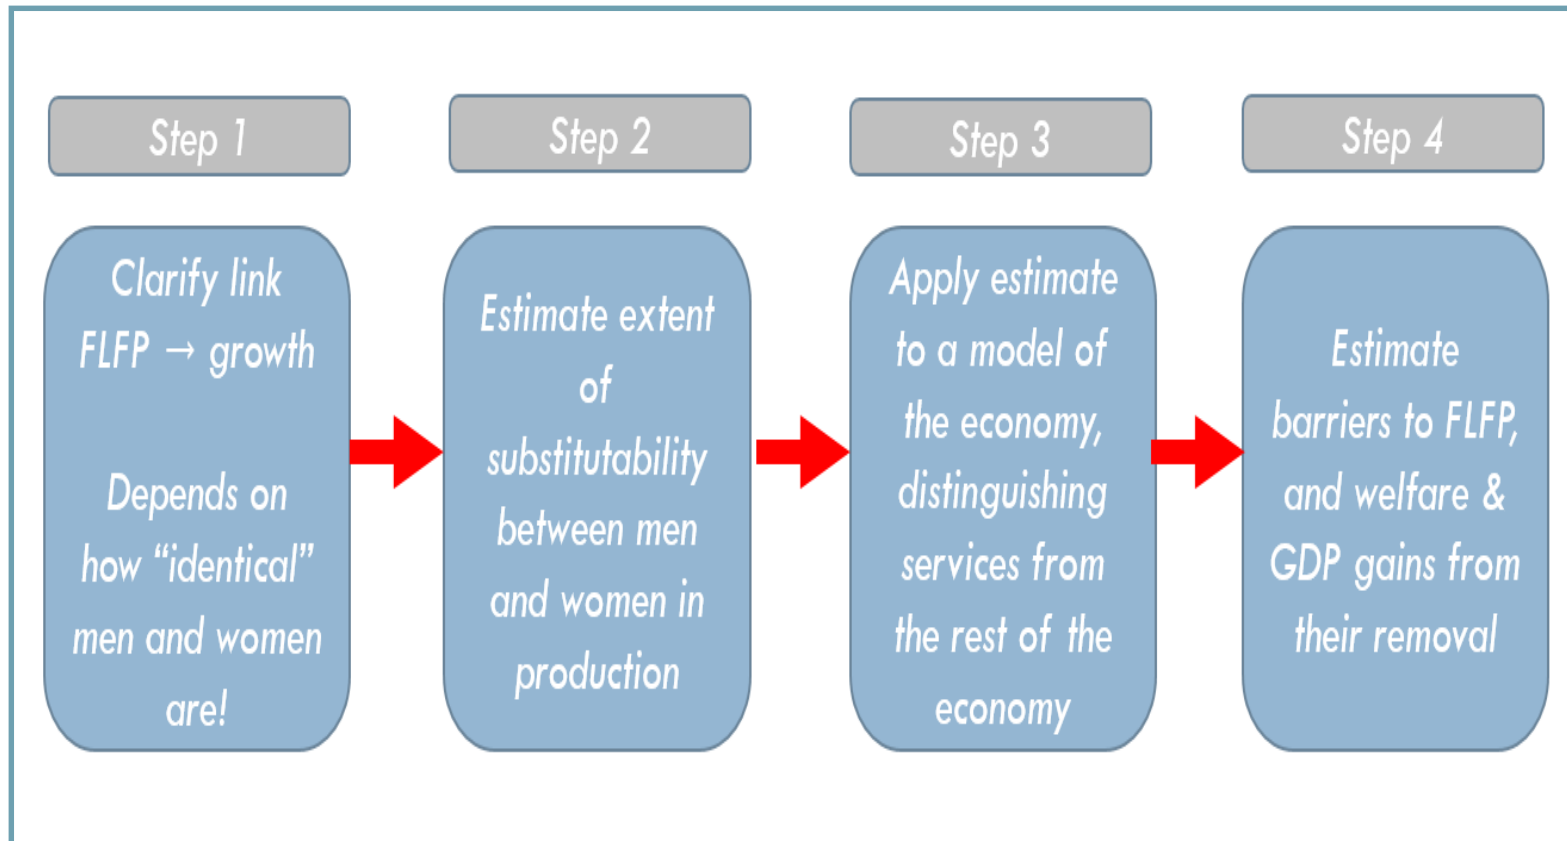 Step 1
Clarify link
FLFP → growth
Depends on
how “identical”
men and women
are!
Step 2
Estimate extent
of
substitutability
between men
and women in
production
Step 3
Apply estimate
to a model of
the economy,
distinguishing
services from
the rest of the
economy
Step 4
Estimate
barriers to FLFP,
and welfare &
GDP gains from
their removal